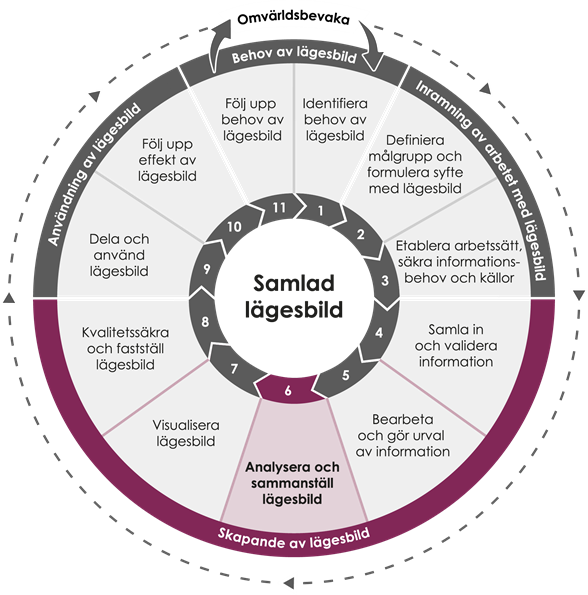 Omvärldsbevaka
Behov av lägesbild
Inramning av arbetet med lägesbild
Skapande av lägesbild
Användning av lägesbild
1
Identifiera
behov av
lägesbild
2
Definiera
målgrupp och
formulera syfte
med lägesbild
3
Etablera arbetssätt,
säkra informations-
behov och källor
4
Samla in
och validera
information
5
Bearbeta
och gör urval
av information
6
Analysera och
sammanställ
lägesbild
7
Visualisera
lägesbild
8
Kvalitetssäkra
och fastställ
lägesbild
9
Dela och
använd
lägesbild
10
Följ upp
effekt av
lägesbild
11
Följ upp
behov av
lägesbild
Samlad
lägesbild